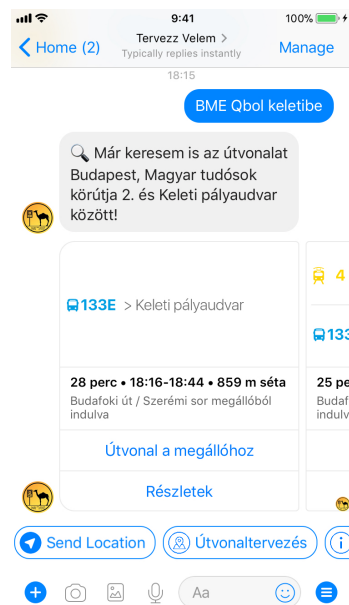 9:41
100%
Home (2)
Tervezz Velem >
Typically replies instantly
Manage
18:15
BME Qbol keletibe
Már keresem is az útvonalat
Budapest, Magyar tudósok
körútja 2. és Keleti pályaudvar
között!
133E > Keleti pályaudvar
28 perc • 18:16-18:44 • 859 m séta
Budafoki út / Szerémi sor megállóból
indulva
Útvonal a megállóhoz
Részletek
4
133
25 pe
Budaf
indulv
Send Location
Útvonaltervezés
Aa